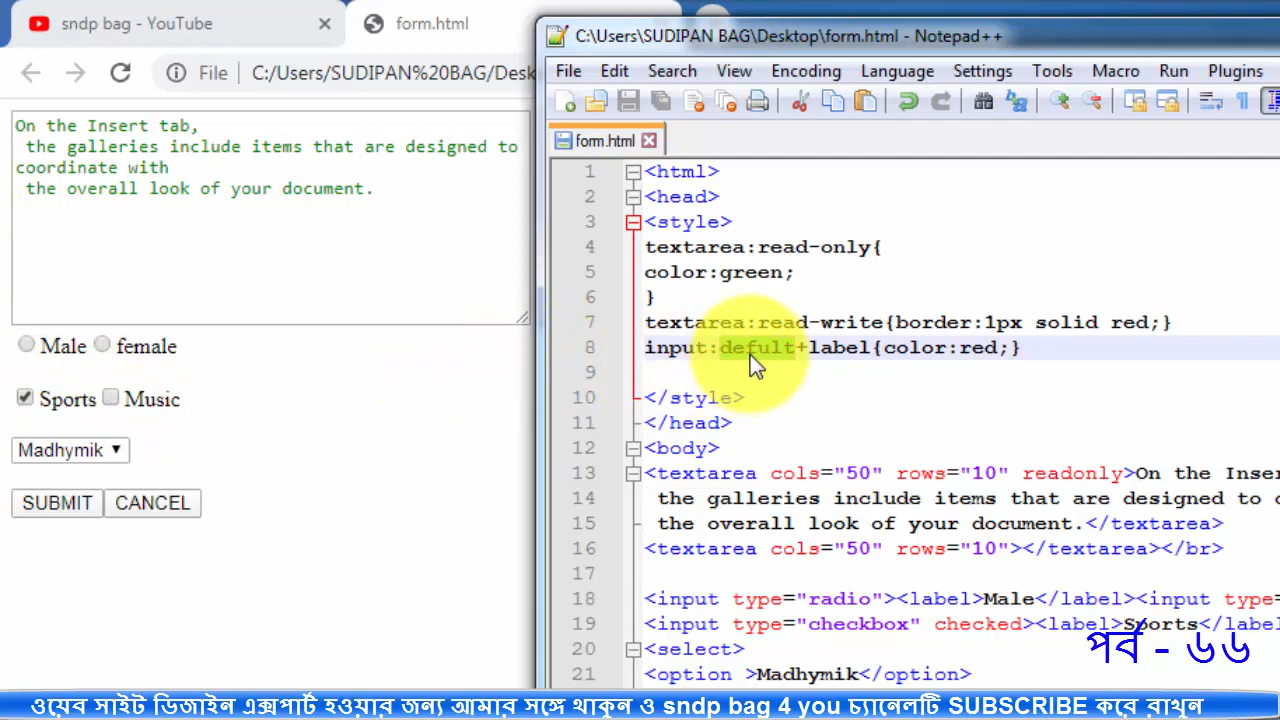 sndp bag - YouTube
form.html
File
C:/Users/SUDIPAN%20BAG/Desk
On the Insert tab,
the galleries include items that are designed to
coordinate with
the overall look of your document.
Male female
Sports Music
Madhymik
SUBMIT CANCEL
C:\Users\SUDIPAN BAG\Desktop\form.html - Notepad++
File Edit Search View Encoding Language Settings Tools Macro Run Plugins
form.html
1 <html>
2 <head>
3 <style>
4 textarea:read-only{
5 color:green;
6 }
7 textarea:read-write{border:1px solid red;}
8 input:defult+label{color:red;}
9
10 </style>
11 </head>
12 <body>
13 <textarea cols="50" rows="10" readonly>On the Inser
14 the galleries include items that are designed to c
15 the overall look of your document.</textarea>
16 <textarea cols="50" rows="10"></textarea></br>
17
18 <input type="radio"><label>Male</label><input type=
19 <input type="checkbox" checked><label>Sports</label
20 <select>
21 <option >Madhymik</option>
পর্ব - ৬৬
ওয়েব সাইট ডিজাইন এক্সপার্ট হওয়ার জন্য আমার সঙ্গে থাকুন ও sndp bag 4 you চ্যানেলটি SUBSCRIBE করে রাখুন